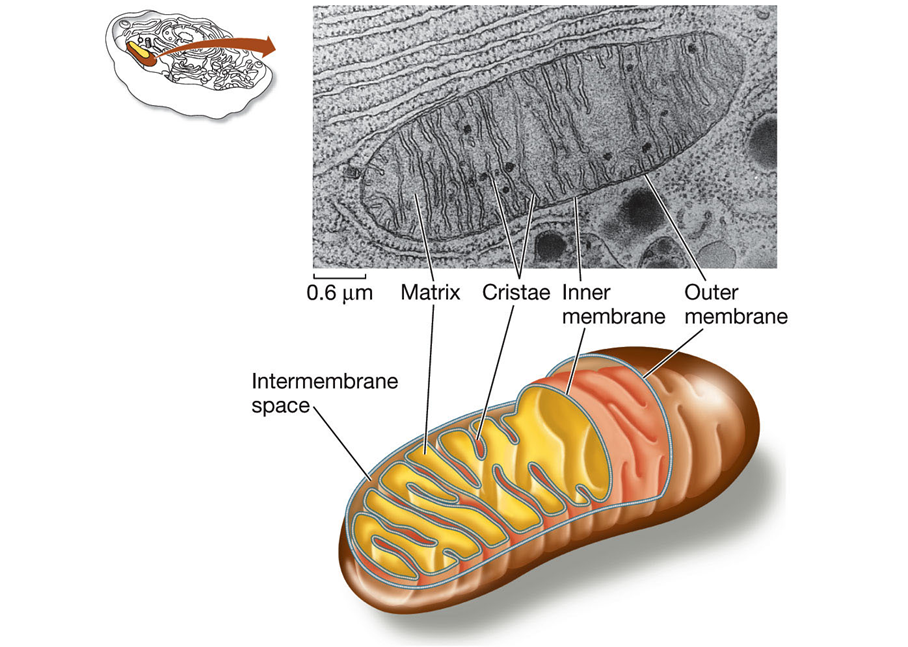 0.6 μm
Matrix
Cristae
Inner
membrane
Outer
membrane
Intermembrane
space